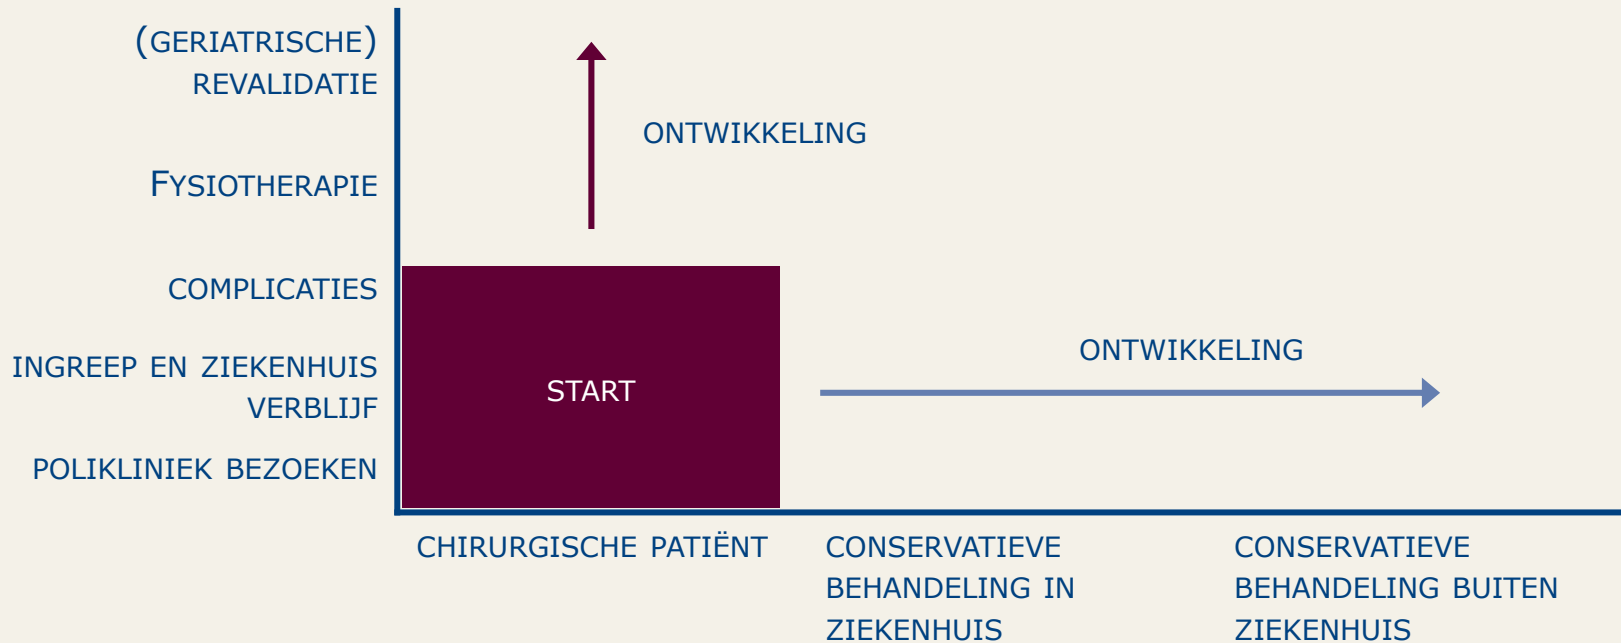 (GERIATRISCHE)
REVALIDATIE
ONTWIKKELING
FYSIOTHERAPIE
COMPLICATIES
INGREEP EN ZIEKENHUIS
VERBLIJF
START
ONTWIKKELING
POLIKLINIEK BEZOEKEN
CHIRURGISCHE PATIËNT
CONSERVATIEVE
BEHANDELING IN
ZIEKENHUIS
CONSERVATIEVE
BEHANDELING BUITEN
ZIEKENHUIS